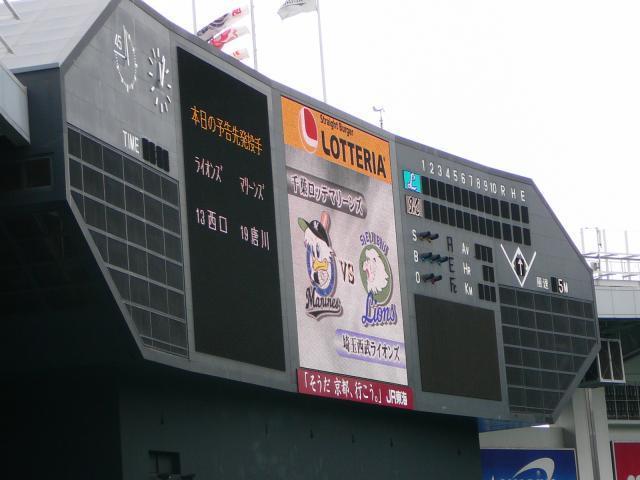 TIME
本日の予告先発投手
ライオンズ マリーンズ
13西口 19唐川
Straight Burger
LOTTERIA
千葉ロッテマリーンズ
Marines
VS
SEIBU
Lions
埼玉西武ライオンズ
「そうだ 京都、行こう。」JR東海
1 2 3 4 5 6 7 8 9 10 R H E
L
S
B
O
H
E
Fc
AV
HR
KM
風速 5M